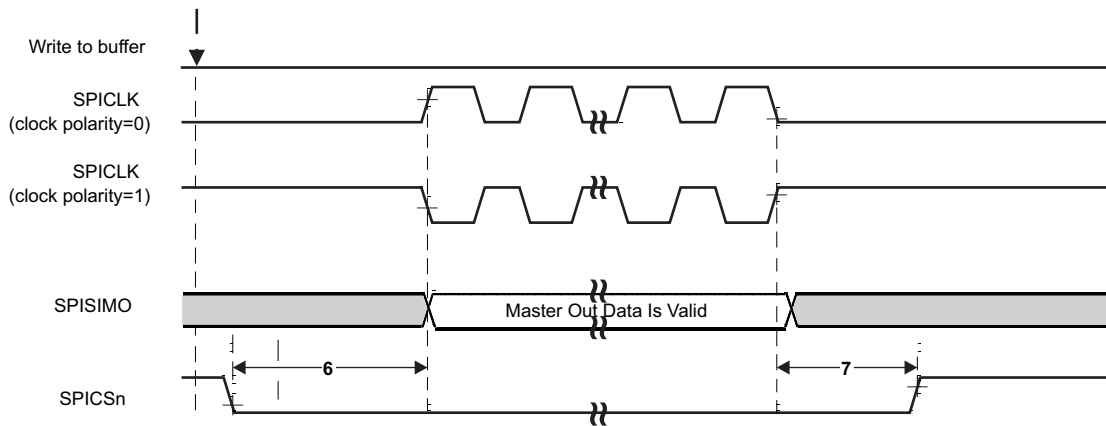 Write to buffer
SPICLK
(clock polarity=0)
SPICLK
(clock polarity=1)
SPISIMO
Master Out Data Is Valid
6
7
SPICSn